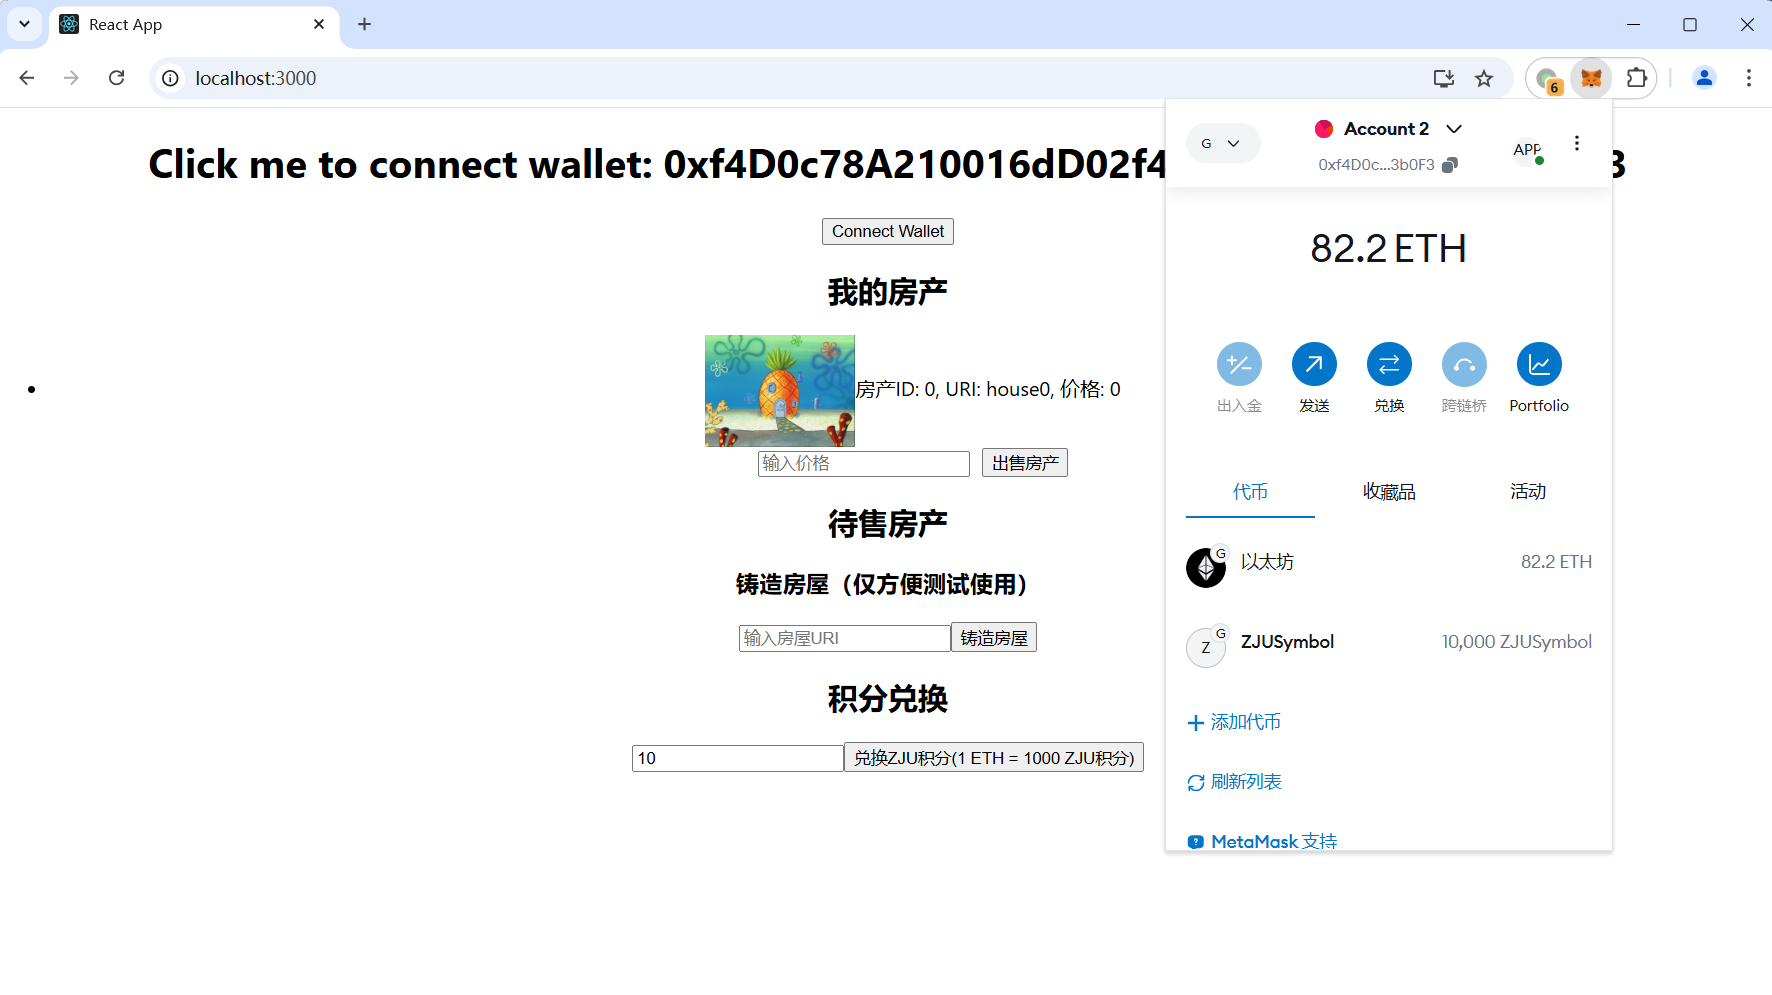 React App
localhost:3000
6
Click me to connect wallet: 0xf4D0c78A210016dD02f4
3
Connect Wallet
我的房产
房产ID: 0, URI: house0, 价格: 0
输入价格
出售房产
待售房产
铸造房屋（仅方便测试使用）
输入房屋URI
铸造房屋
积分兑换
10
兑换ZJU积分(1 ETH = 1000 ZJU积分)
G
Account 2
0xf4D0c...3b0F3
APP
82.2 ETH
出入金
发送
兑换
跨链桥
Portfolio
代币
收藏品
活动
G
以太坊
82.2 ETH
Z
G
ZJUSymbol
10,000 ZJUSymbol
添加代币
刷新列表
MetaMask 支持